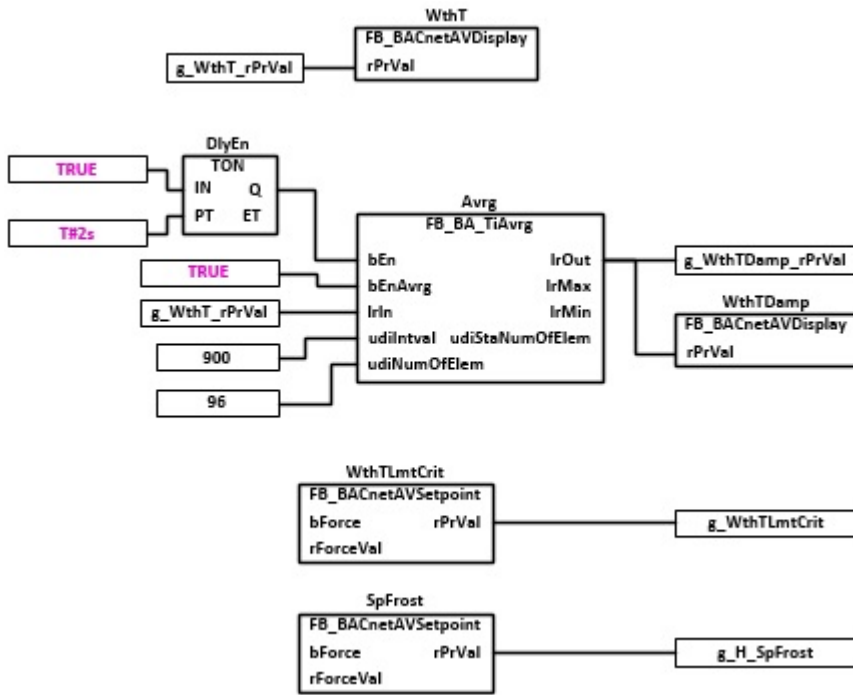 WthT
FB_BACnetAVDisplay
g_WthT_rPrVal rPrVal
DlyEn
TRUE TON
IN Q
PT ET
T#2s
Avrg
FB_BA_TiAvrg
bEn lrOut g_WthTDamp_rPrVal
TRUE bEnAvrg lrMax
WthTDamp
g_WthT_rPrVal lrIn lrMin
FB_BACnetAVDisplay
900 udiIntval udiStaNumOfElem rPrVal
udiNumOfElem
96
WthTLmtCrit
FB_BACnetAVSetpoint
bForce rPrVal g_WthTLmtCrit
rForceVal
SpFrost
FB_BACnetAVSetpoint
bForce rPrVal g_H_SpFrost
rForceVal